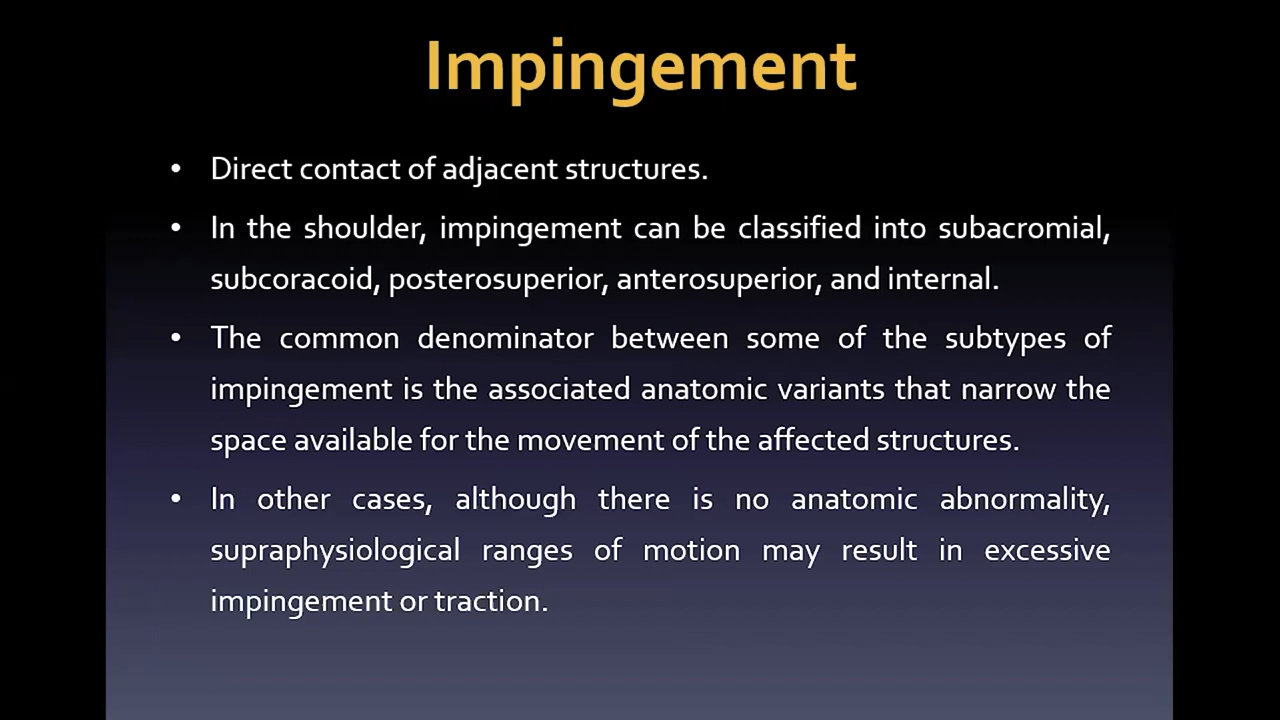 Impingement
• Direct contact of adjacent structures.
• In the shoulder, impingement can be classified into subacromial,
subcoracoid, posterosuperior, anterosuperior, and internal.
• The common denominator between some of the subtypes of
impingement is the associated anatomic variants that narrow the
space available for the movement of the affected structures.
• In other cases, although there is no anatomic abnormality,
supraphysiological ranges of motion may result in excessive
impingement or traction.